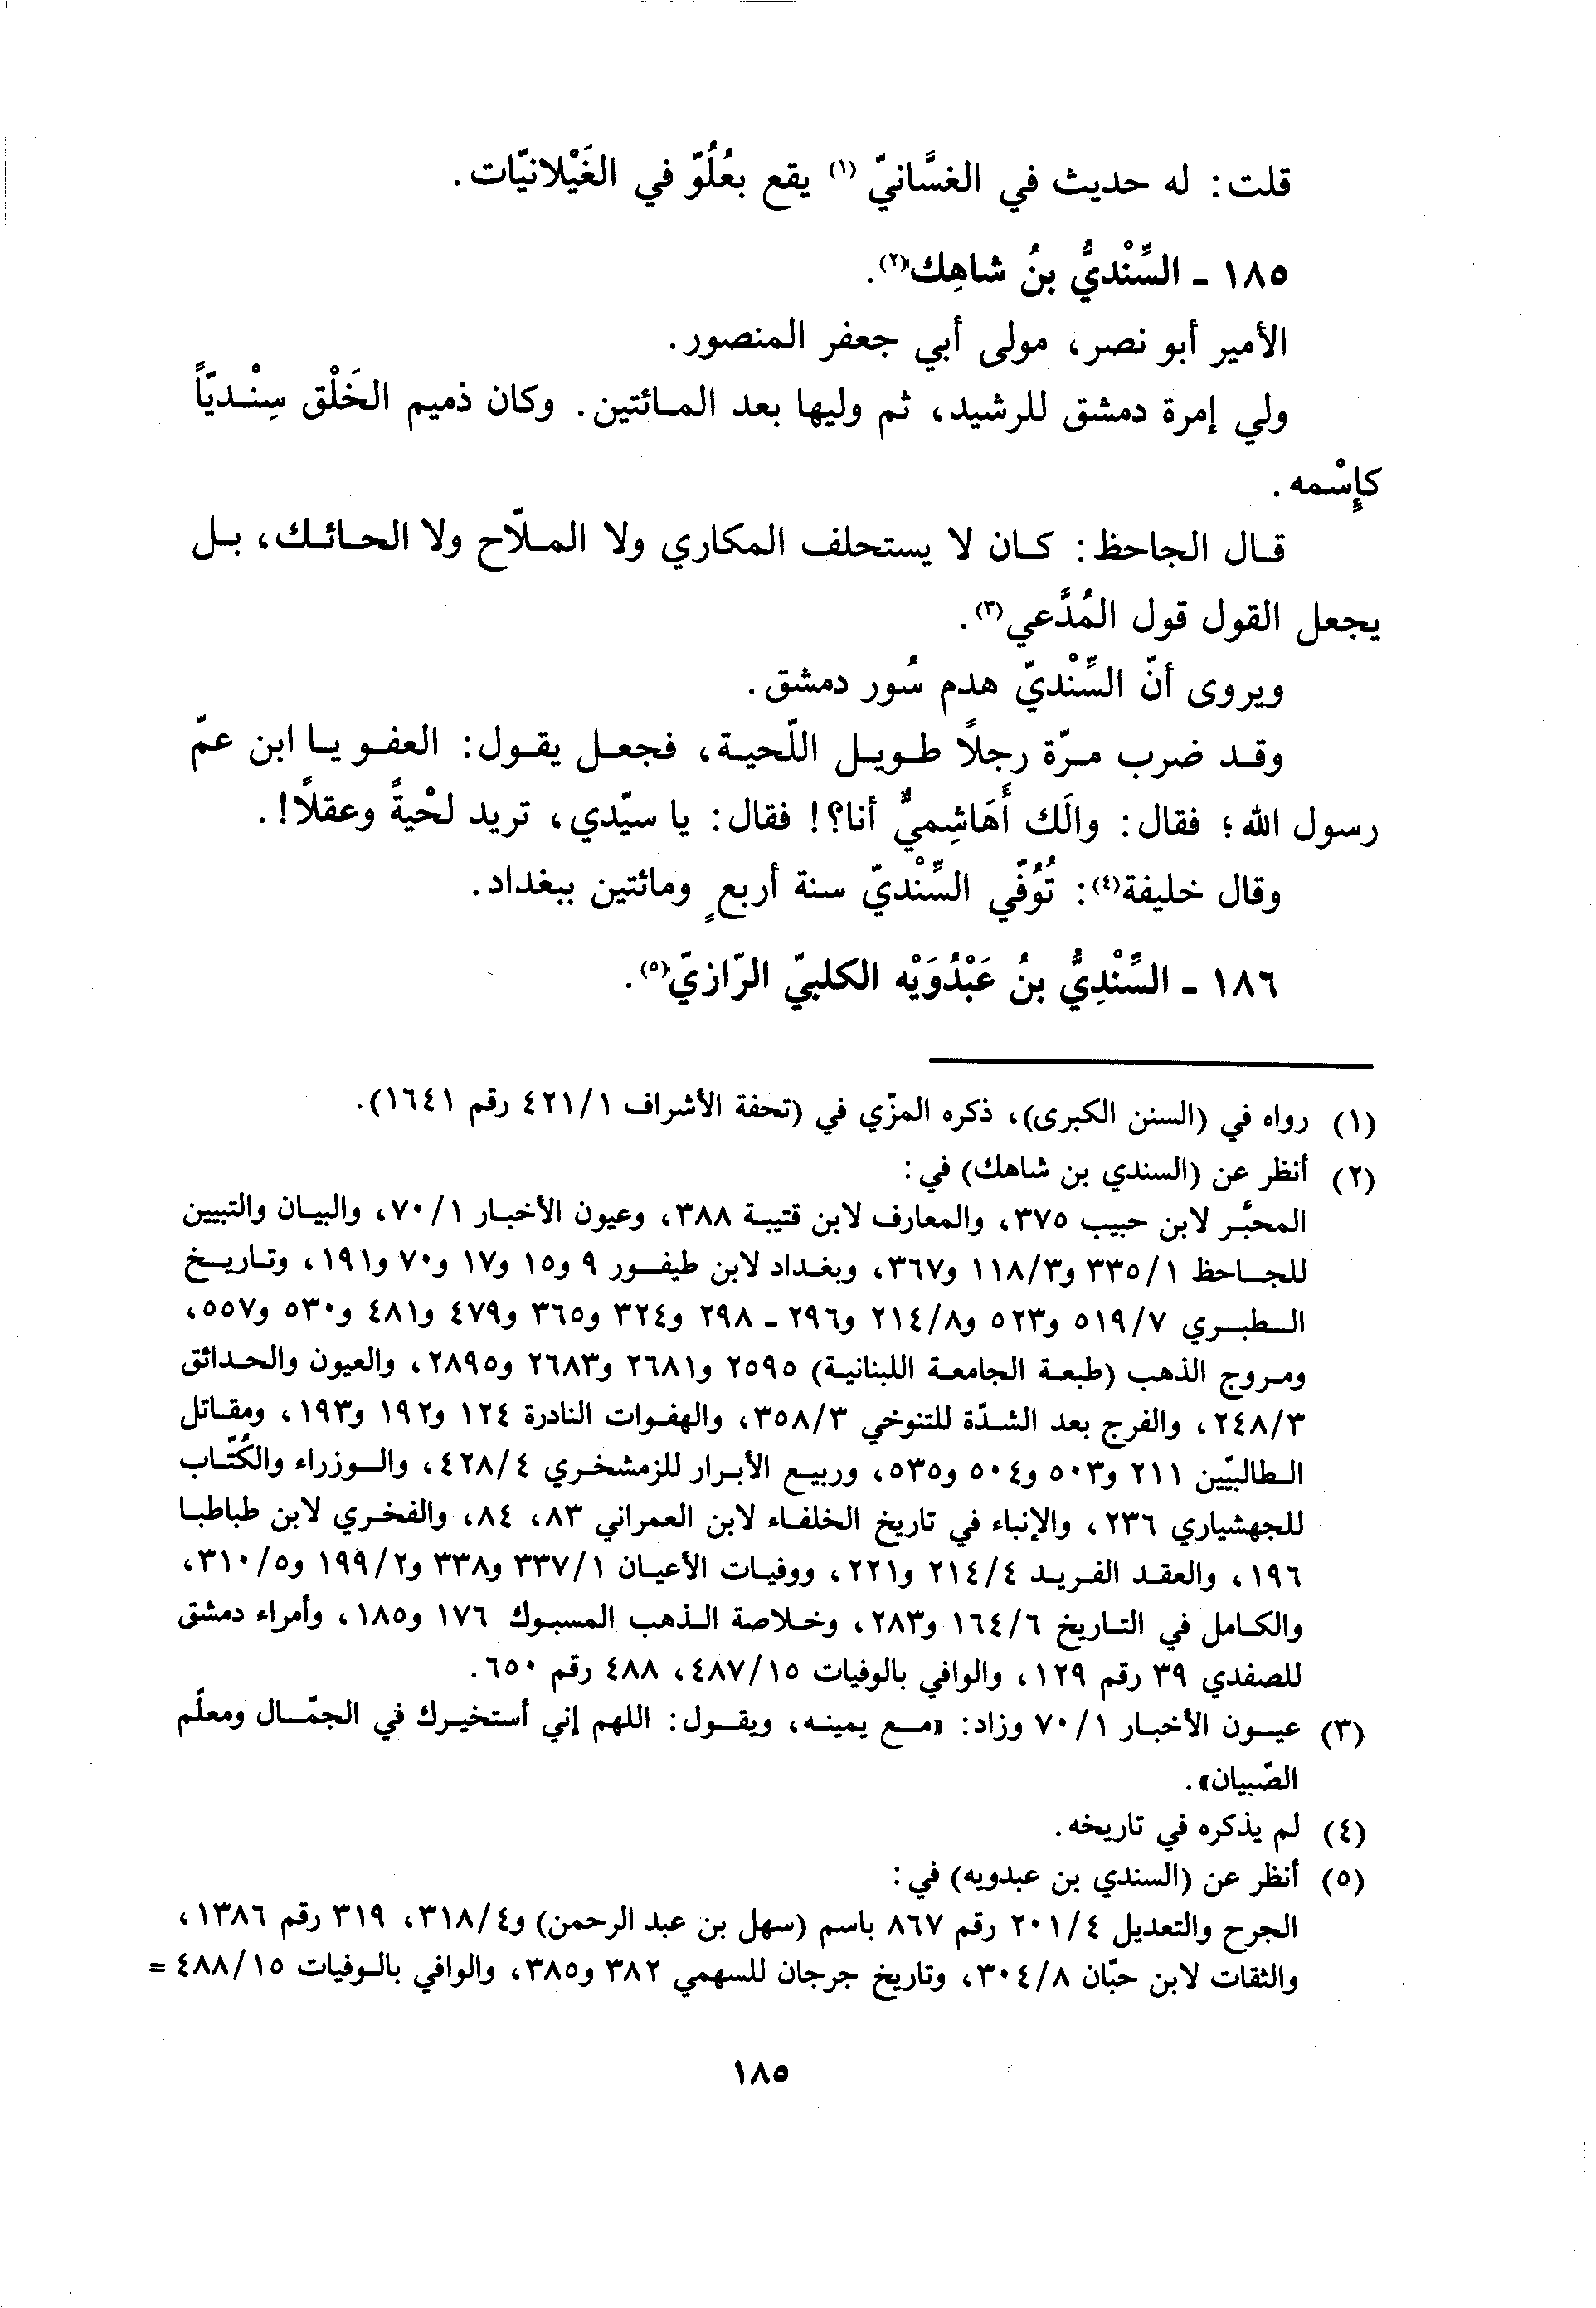 قلت: له حديث في الغسَّانيّ (١) يقع بعُلُوّ في الغَيْلانيّات.
١٨٥ ـ السِّنْديُّ بنُ شاهِك(٢).
الأمير أبو نصر، مولى أبي جعفر المنصور.
ولي إمرة دمشق للرشيد، ثم وليها بعد المائتين. وكان ذميم الخَلْق سِنْديّاً
كإِسْمه.
قال الجاحظ: كان لا يستحلف المكاري ولا الملّاح ولا الحائك، بل
يجعل القول قول المُدَّعي(٣).
ويروى أنّ السِّنْديّ هدم سُور دمشق.
وقد ضرب مرّة رجلاً طويل اللّحية، فجعل يقول: العفو يا ابن عمّ
رسول الله؛ فقال: والَك أَهَاشِميٌّ أنا؟! فقال: يا سيّدي، تريد لحْيةً وعقلاً!.
وقال خليفة(٤): تُوُفّي السِّنْديّ سنة أربعٍ ومائتين ببغداد.
١٨٦ ـ السِّنْدِيُّ بنُ عَبْدُوَيْه الكلبيّ الرّازيّ(٥).
(١) رواه في (السنن الكبرى)، ذكره المزّي في (تحفة الأشراف ٤٢١/١ رقم ١٦٤١).
(٢) أنظر عن (السندي بن شاهك) في:
المحبَّر لابن حبيب ٣٧٥، والمعارف لابن قتيبة ٣٨٨، وعيون الأخبار ٧٠/١، والبيان والتبيين
للجاحظ ٣٣٥/١ و١١٨/٣ و٣٦٧، وبغداد لابن طيفور ٩ و١٥ و١٧ و٧٠ و١٩١، وتاريخ
الطبري ٥١٩/٧ و٥٢٣ و٢١٤/٨ و٢٩٦ ـ ٢٩٨ و٣٢٤ و٣٦٥ و٤٧٩ و٤٨١ و٥٣٠ و٥٥٧،
ومروج الذهب (طبعة الجامعة اللبنانية) ٢٥٩٥ و٢٦٨١ و٢٦٨٣ و٢٨٩٥، والعيون والحدائق
٢٤٨/٣، والفرج بعد الشدّة للتنوخي ٣٥٨/٣، والهفوات النادرة ١٢٤ و١٩٢ و١٩٣، ومقاتل
الطالبيّين ٢١١ و٥٠٣ و٥٠٤ و٥٣٥، وربيع الأبرار للزمشخري ٤٢٨/٤، والوزراء والكُتّاب
للجهشياري ٢٣٦، والإنباء في تاريخ الخلفاء لابن العمراني ٨٣، ٨٤، والفخري لابن طباطبا
١٩٦، والعقد الفريد ٢١٤/٤ و٢٢١، ووفيات الأعيان ٣٣٧/١ و٣٣٨ و١٩٩/٢ و٣١٠/٥،
والكامل في التاريخ ١٦٤/٦ و٢٨٣، وخلاصة الذهب المسبوك ١٧٦ و١٨٥، وأمراء دمشق
للصفدي ٣٩ رقم ١٢٩، والوافي بالوفيات ٤٨٧/١٥، ٤٨٨ رقم ٦٥٠.
(٣) عيون الأخبار ٧٠/١ وزاد: «مع يمينه، ويقول: اللهم إني أستخيرك في الجمّال ومعلّم
الصّبيان».
(٤) لم يذكره في تاريخه.
(٥) أنظر عن (السندي بن عبدويه) في:
الجرح والتعديل ٢٠١/٤ رقم ٨٦٧ باسم (سهل بن عبد الرحمن) و٣١٨/٤، ٣١٩ رقم ١٣٨٦،
والثقات لابن حبّان ٣٠٤/٨، وتاريخ جرجان للسهمي ٣٨٢ و٣٨٥، والوافي بالوفيات ٤٨٨/١٥ =
١٨٥